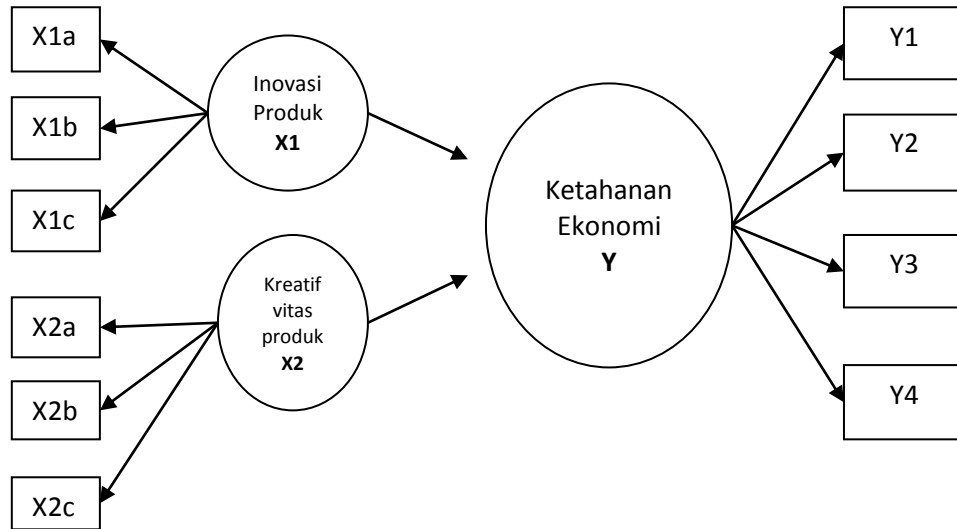 X1a
X1b
X1c
Inovasi
Produk
X1
X2a
X2b
X2c
Kreatif
vitas
produk
X2
Ketahanan
Ekonomi
Y
Y1
Y2
Y3
Y4